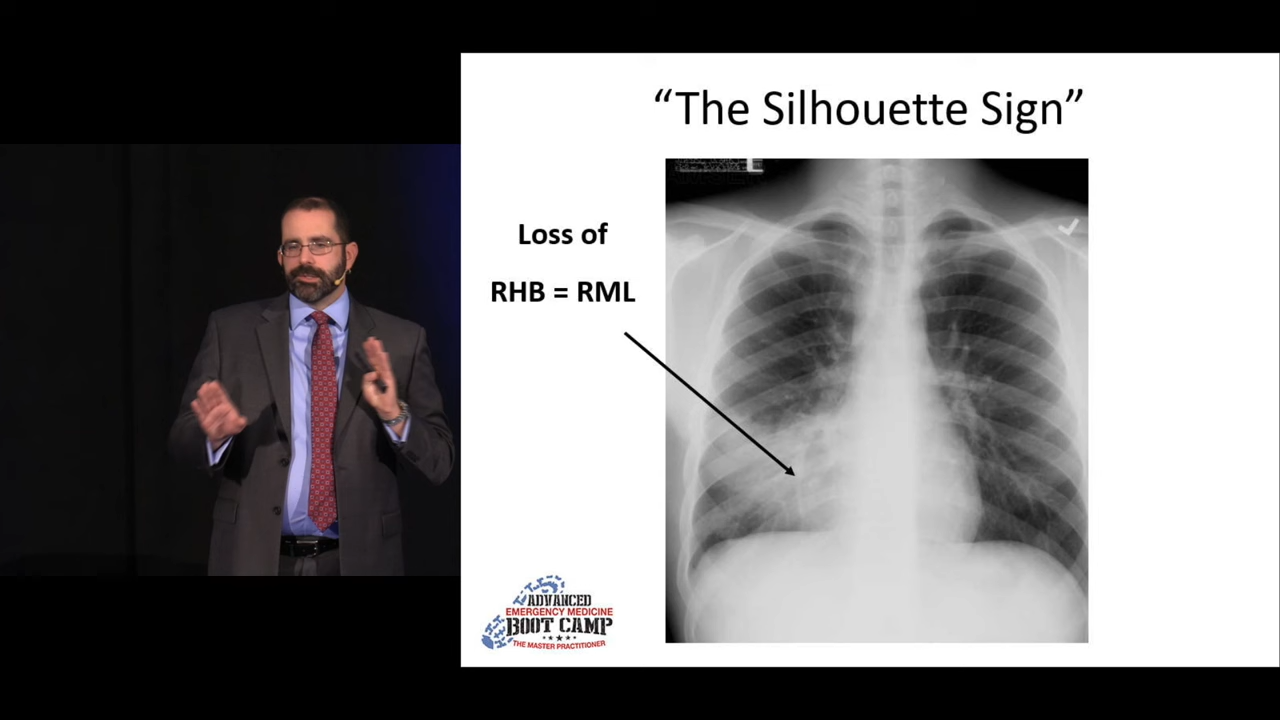 “The Silhouette Sign”
Loss of
RHB = RML
L
ADVANCED
EMERGENCY MEDICINE
BOOT CAMP
THE MASTER PRACTITIONER